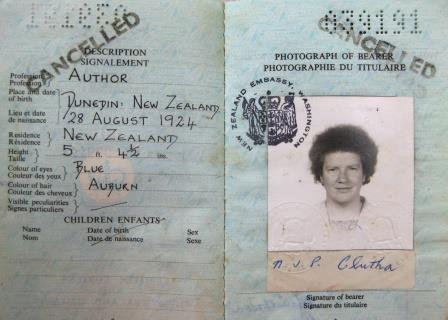 CANCELLED
DESCRIPTION
SIGNALEMENT
Profession AUTHOR
Profession
Place and date
of birth DUNEDIN: NEW ZEALAND
Lieu et date
de naissance 28 AUGUST 1924
Residence NEW ZEALAND
Résidence
Height 5 ft. 4½ ins.
Taille
Colour of eyes BLUE
Couleur des yeux
Colour of hair AUBURN
Couleur des cheveux
Visible peculiarities
Signes particuliers
CHILDREN ENFANTS
Name Date of birth Sex
Nom Date de naissance Sexe
839191
CANCELLED
PHOTOGRAPH OF BEARER
PHOTOGRAPHIE DU TITULAIRE
NEW ZEALAND EMBASSY, WASHINGTON
N. J. P. Clutha
Signature of bearer
Signature du titulaire